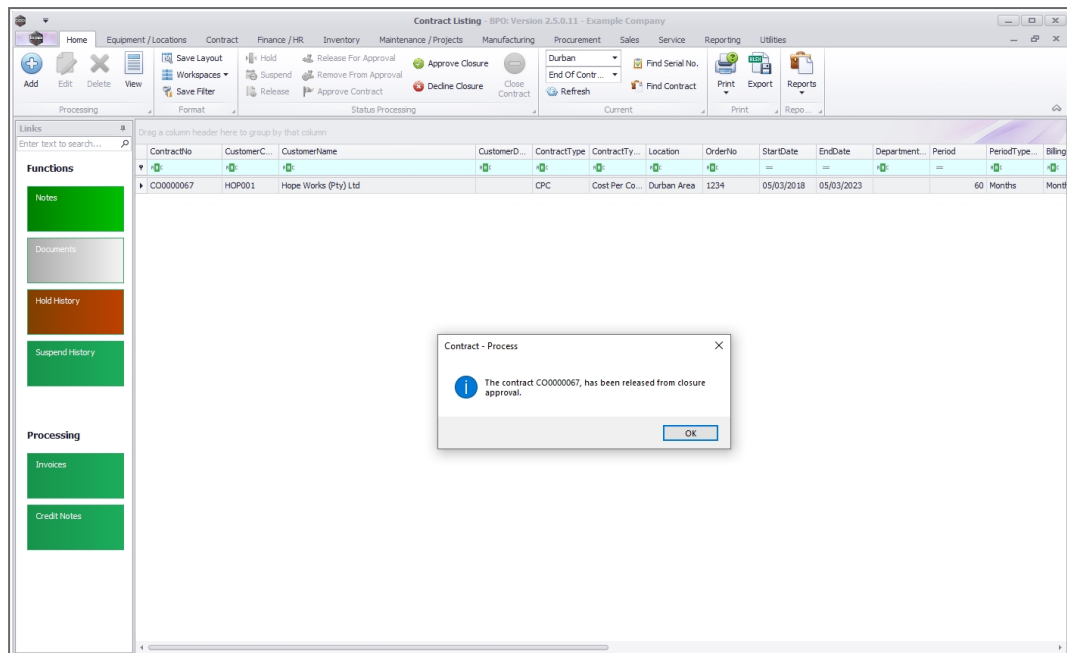 Contract Listing - BPO: Version 2.5.0.11 - Example Company
Home Equipment / Locations Contract Finance / HR Inventory Maintenance / Projects Manufacturing Procurement Sales Service Reporting Utilities
Add Edit Delete View
Processing
Save Layout
Workspaces
Save Filter
Format
Hold Release For Approval Approve Closure
Suspend Remove From Approval
Release Approve Contract Decline Closure
Close Contract
Status Processing
Durban
End Of Contr...
Refresh
Find Serial No.
Find Contract
Current
Print Export
Print
Reports
Repo...
Links
Enter text to search...
Functions
Notes
Documents
Hold History
Suspend History
Processing
Invoices
Credit Notes
Drag a column header here to group by that column
ContractNo CustomerC... CustomerName CustomerD... ContractType ContractTy... Location OrderNo StartDate EndDate Department... Period PeriodType... Billing
CO0000067 HOP001 Hope Works (Pty) Ltd CPC Cost Per Co... Durban Area 1234 05/03/2018 05/03/2023 60 Months Month
Contract - Process
The contract CO0000067, has been released from closure
approval.
OK